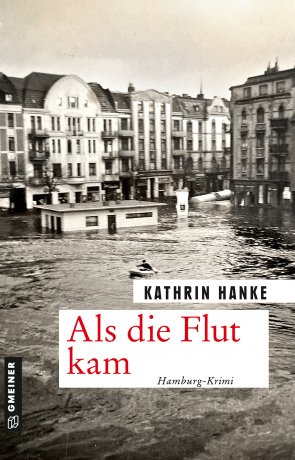 KATHRIN HANKE
Als die Flut
kam
Hamburg-Krimi
GMEINER